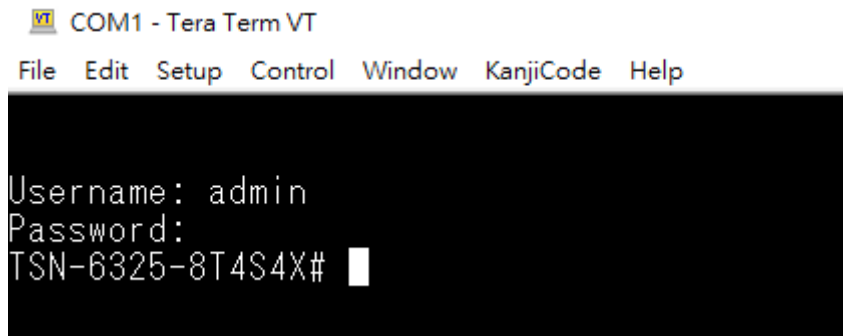 COM1 - Tera Term VT
File Edit Setup Control Window KanjiCode Help
Username: admin
Password:
TSN-6325-8T4S4X#